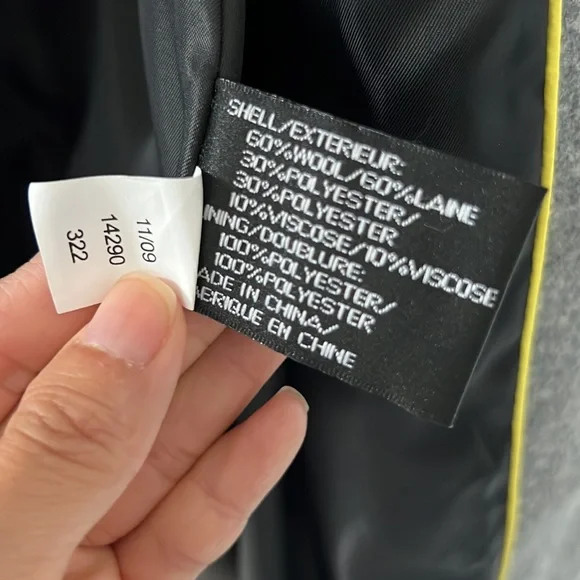 SHELL/EXTERIEUR:
60%WOOL/60%LAINE
30%POLYESTER/
30%POLYESTER
10%VISCOSE/10%VISCOSE
INING/DOUBLURE:
100%POLYESTER/
100%POLYESTER
ADE IN CHINA/
ABRIQUE EN CHINE
11/09
14290
322